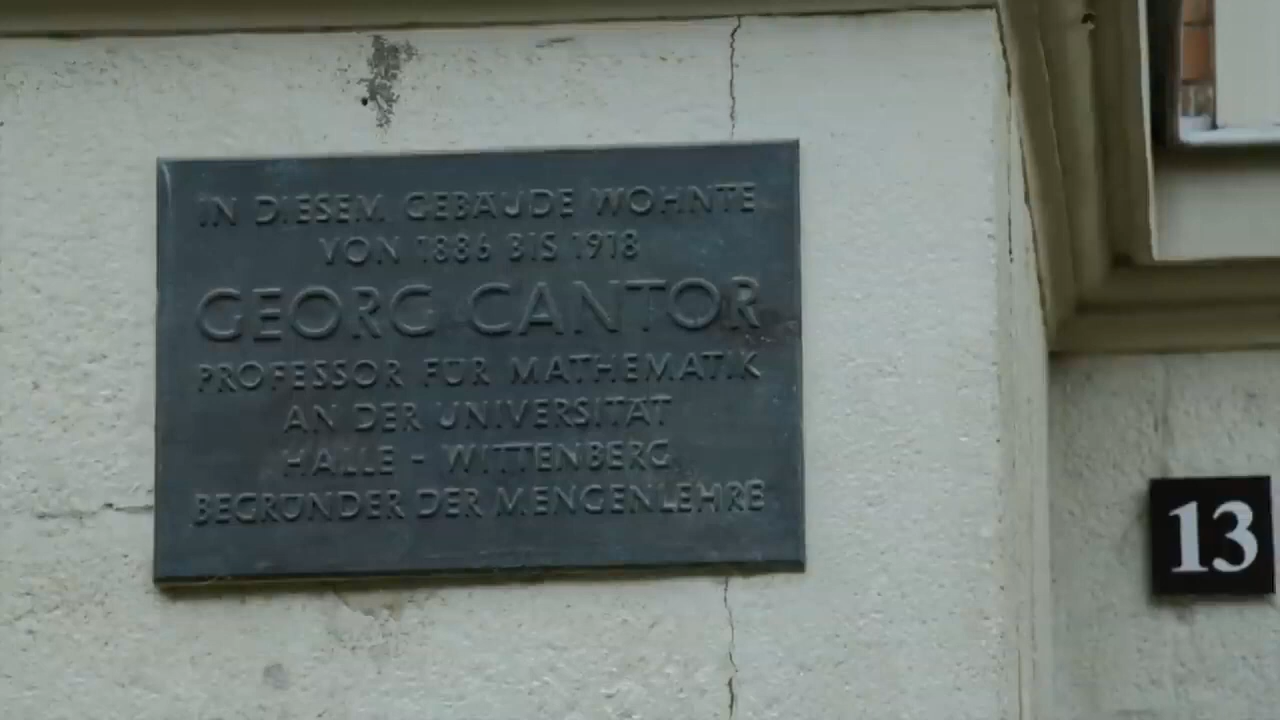 IN DIESEM GEBÄUDE WOHNTE
VON 1886 BIS 1918
GEORG CANTOR
PROFESSOR FÜR MATHEMATIK
AN DER UNIVERSITÄT
HALLE - WITTENBERG
BEGRÜNDER DER MENGENLEHRE
13